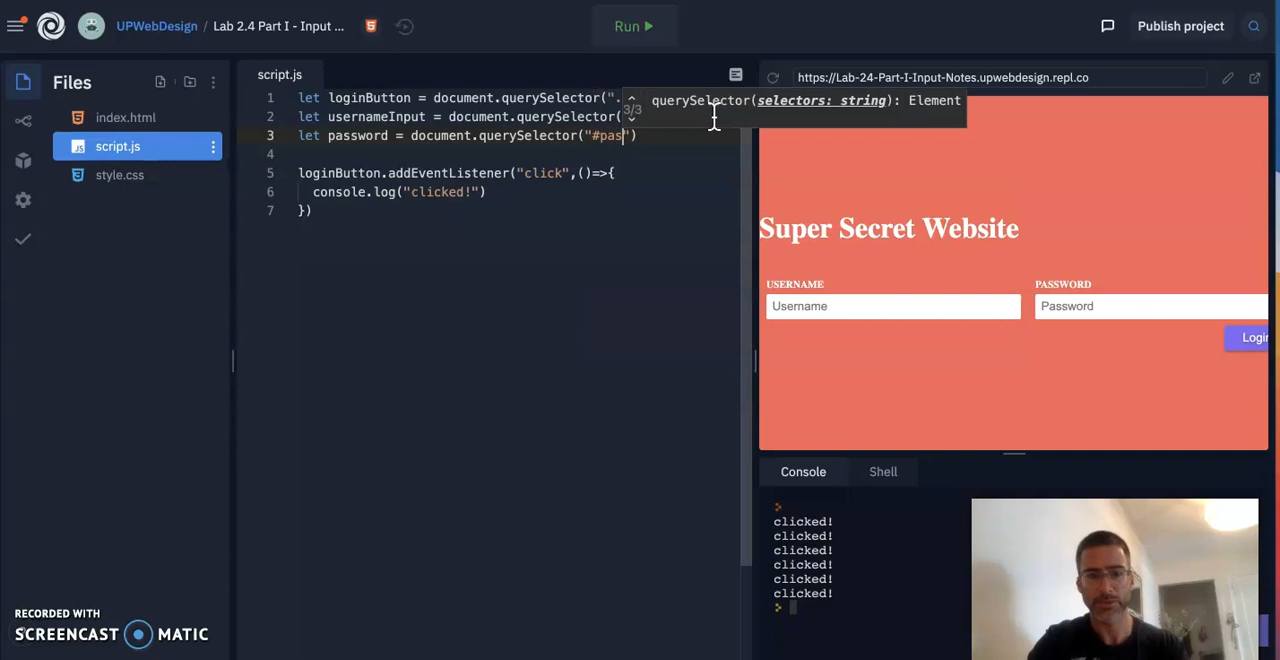 UPWebDesign / Lab 2.4 Part I - Input ...
Run
Publish project
Files
index.html
script.js
style.css
script.js
1 let loginButton = document.querySelector(".
2 let usernameInput = document.querySelector(
3 let password = document.querySelector("#pas")
4
5 loginButton.addEventListener("click",()=>{
6 console.log("clicked!")
7 })
3/3
querySelector(selectors: string): Element
https://Lab-24-Part-I-Input-Notes.upwebdesign.repl.co
Super Secret Website
USERNAME PASSWORD
Username Password
Login
Console Shell
clicked!
clicked!
clicked!
clicked!
clicked!
clicked!
RECORDED WITH
SCREENCAST MATIC